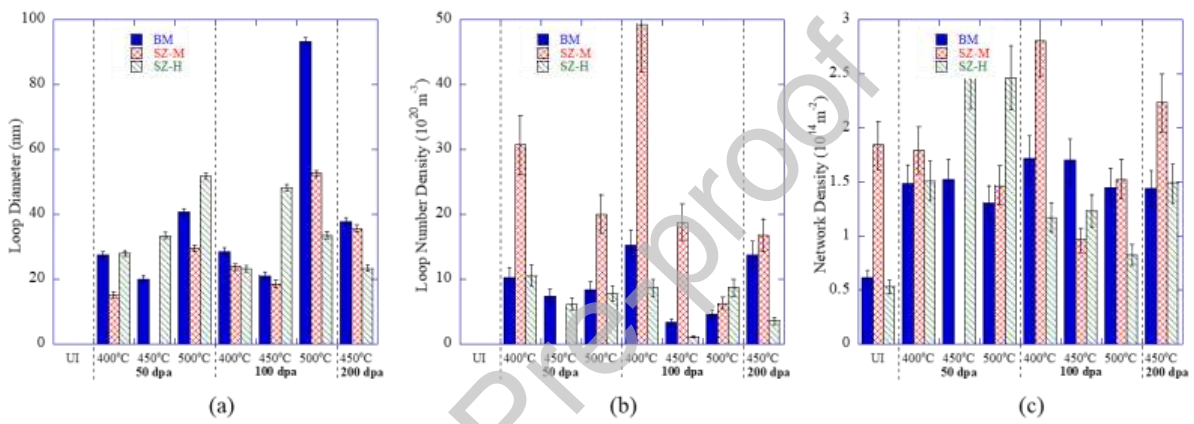 100
80
60
40
20
0
Loop Diameter (nm)
BM
SZ-M
SZ-H
UI
400°C 450°C 500°C 400°C 450°C 500°C 450°C
50 dpa 100 dpa 200 dpa
(a)
50
40
30
20
10
0
Loop Number Density (10²⁰ m⁻³)
BM
SZ-M
SZ-H
UI
400°C 450°C 500°C 400°C 450°C 500°C 450°C
50 dpa 100 dpa 200 dpa
(b)
3
2.5
2
1.5
1
0.5
0
Network Density (10¹⁴ m⁻²)
BM
SZ-M
SZ-H
UI
400°C 450°C 500°C 400°C 450°C 500°C 450°C
50 dpa 100 dpa 200 dpa
(c)
Pre-proof